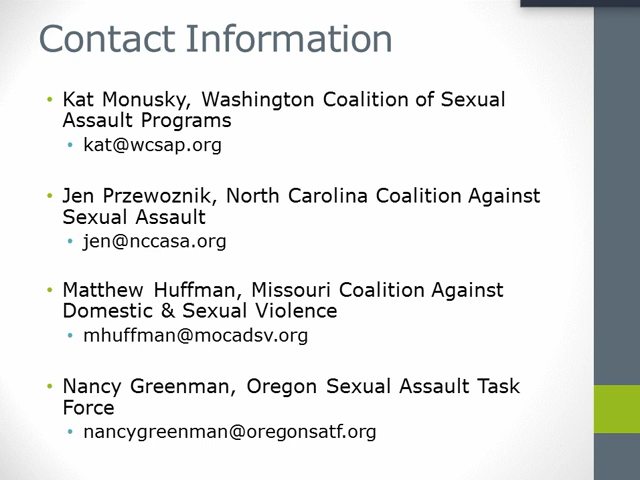 Contact Information
• Kat Monusky, Washington Coalition of Sexual
Assault Programs
• kat@wcsap.org
• Jen Przewoznik, North Carolina Coalition Against
Sexual Assault
• jen@nccasa.org
• Matthew Huffman, Missouri Coalition Against
Domestic & Sexual Violence
• mhuffman@mocadsv.org
• Nancy Greenman, Oregon Sexual Assault Task
Force
• nancygreenman@oregonsatf.org